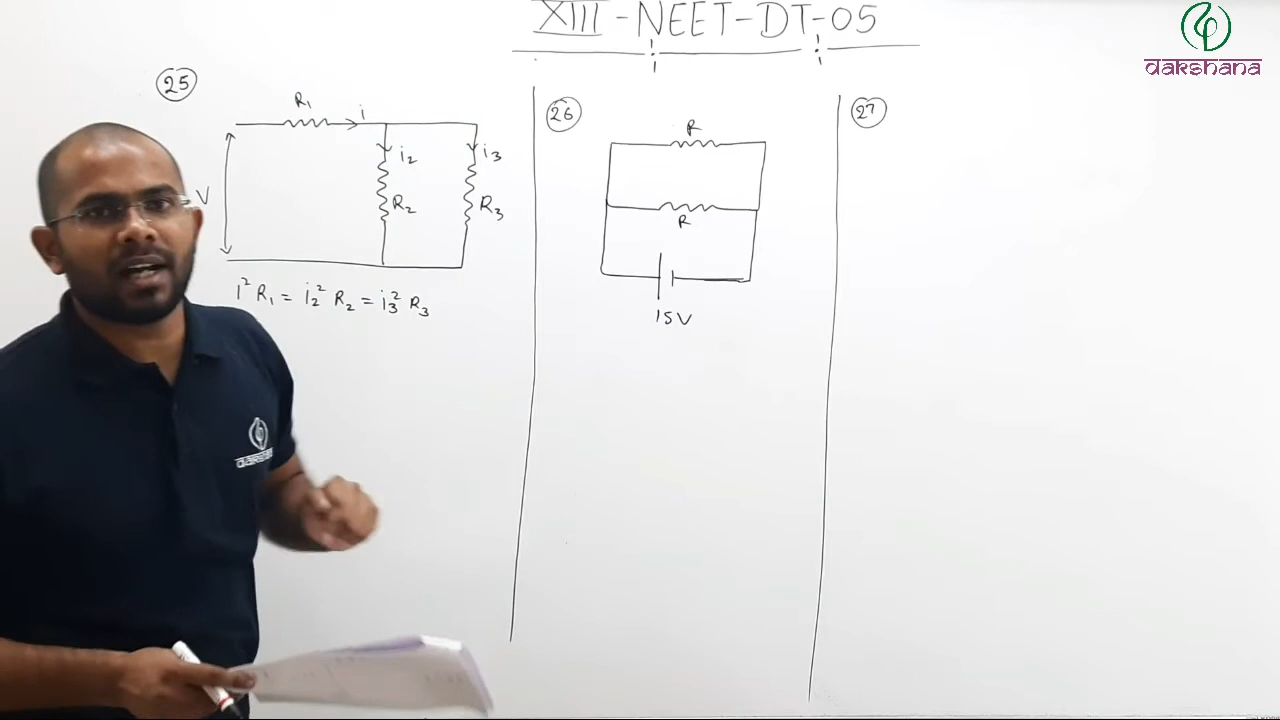 XIII - NEET - DT - 05
dakshana
25
R₁
i
i₂
i₃
V
R₂
R₃
i² R₁ = i₂² R₂ = i₃² R₃
26
R
R
15V
27
dakshana